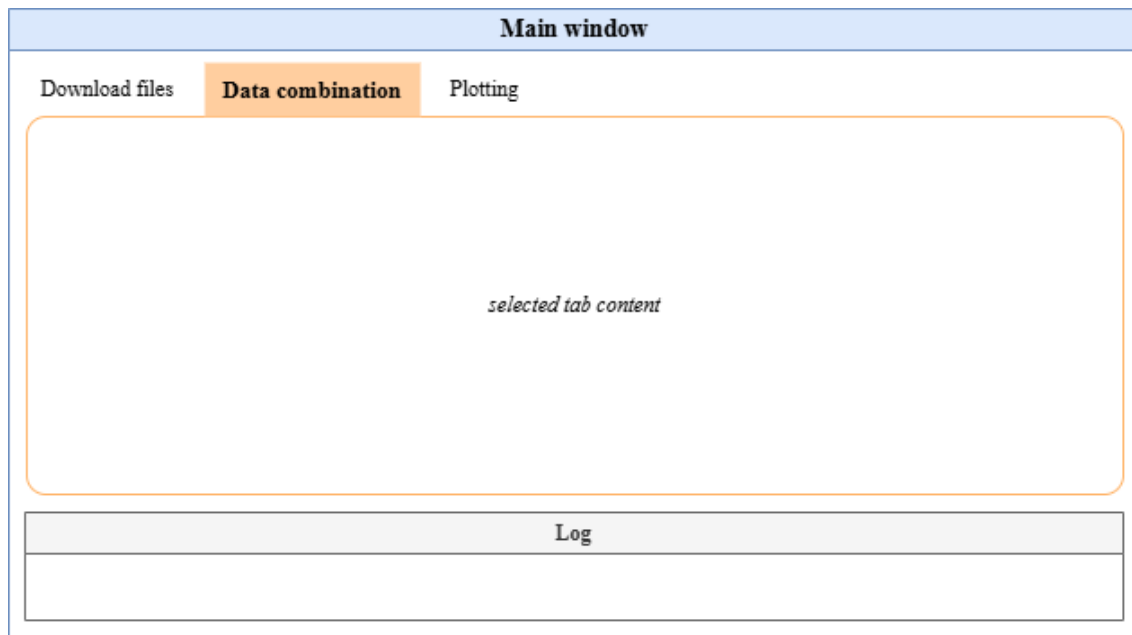 Main window
Download files Data combination Plotting
selected tab content
Log